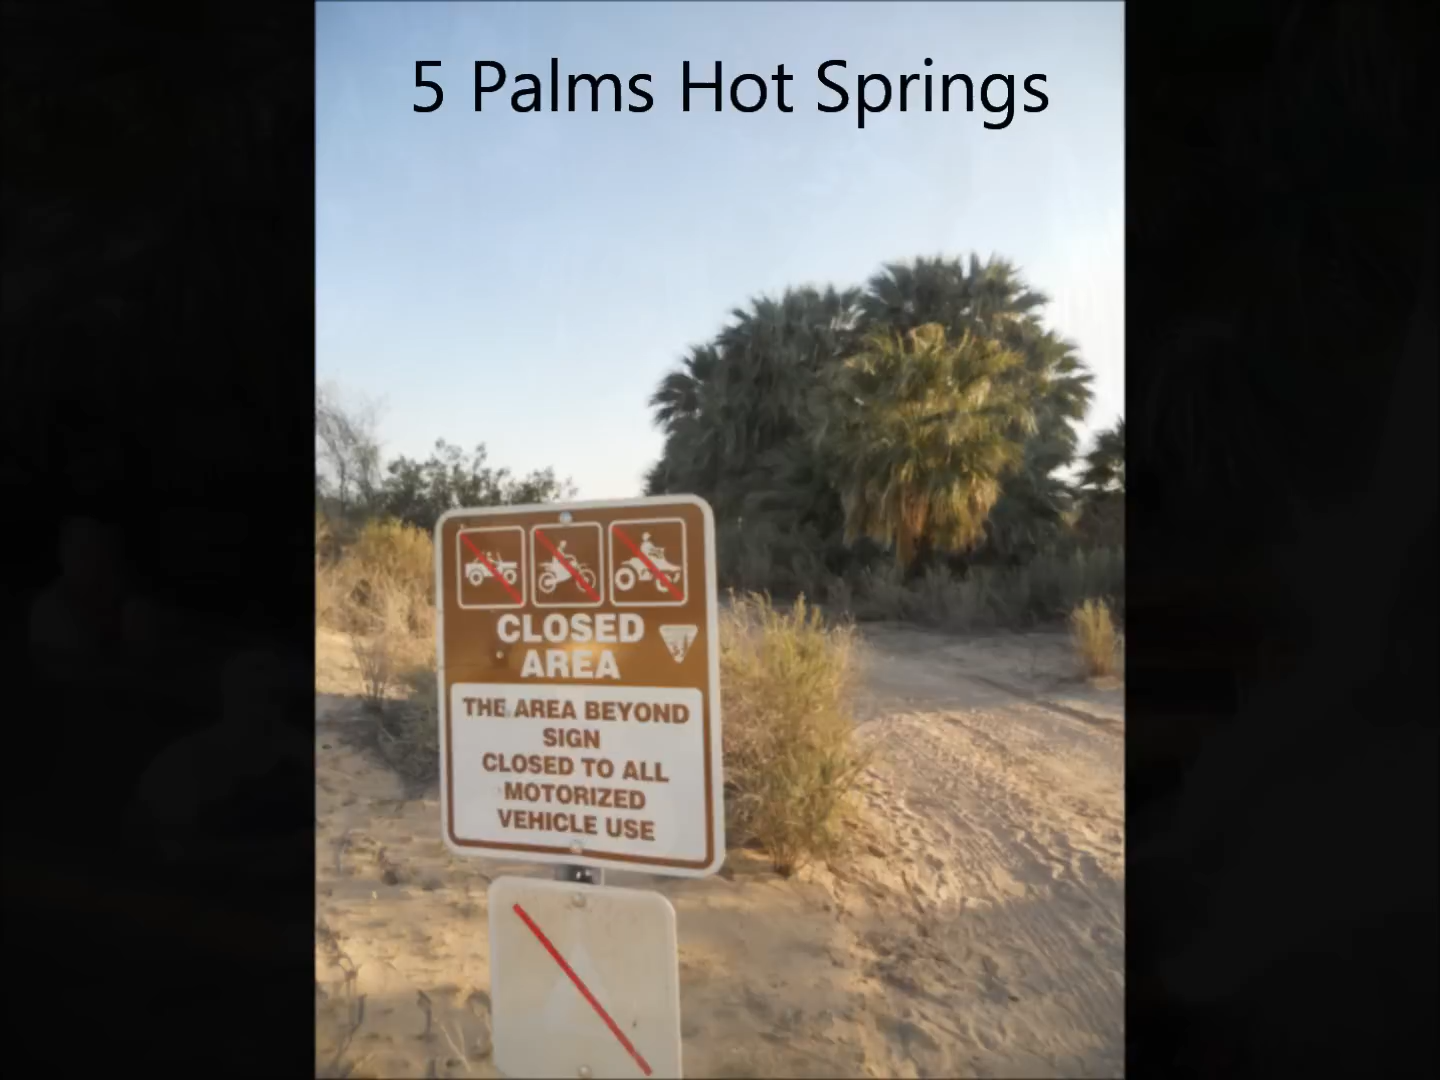 5 Palms Hot Springs
CLOSED
AREA
THE AREA BEYOND
SIGN
CLOSED TO ALL
MOTORIZED
VEHICLE USE